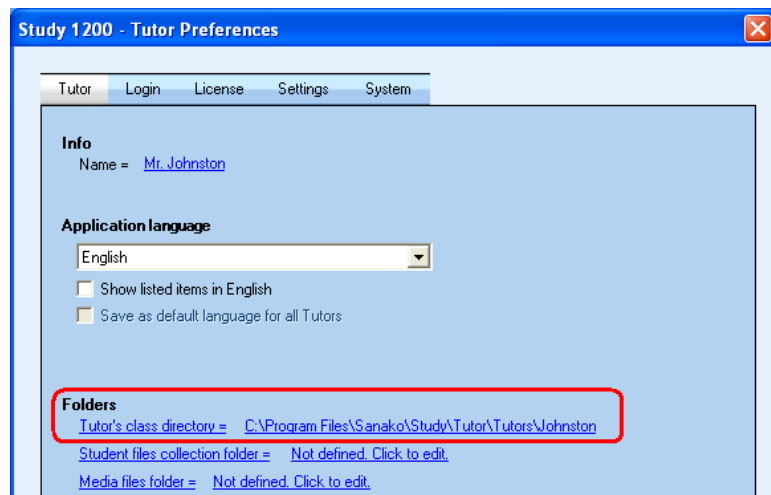 Study 1200 - Tutor Preferences
Tutor Login License Settings System
Info
Name = Mr. Johnston
Application language
English
Show listed items in English
Save as default language for all Tutors
Folders
Tutor's class directory = C:\Program Files\Sanako\Study\Tutor\Tutors\Johnston
Student files collection folder = Not defined. Click to edit.
Media files folder = Not defined. Click to edit.